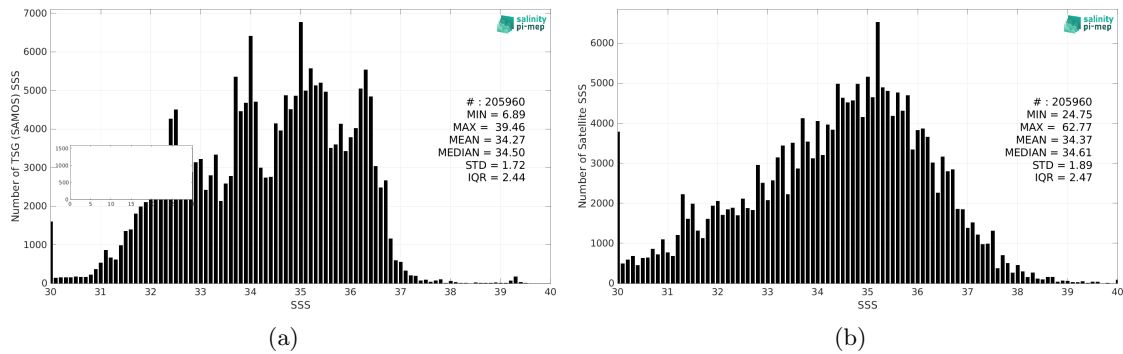 7000
6000
5000
4000
3000
2000
1000
0
Number of TSG (SAMOS) SSS
salinity
pi-mep
# : 205960
MIN = 6.89
MAX = 39.46
MEAN = 34.27
MEDIAN = 34.50
STD = 1.72
IQR = 2.44
1500
1000
500
0
0 5 10 15 20 25
30 31 32 33 34 35 36 37 38 39 40
SSS
(a)
6000
5000
4000
3000
2000
1000
0
Number of Satellite SSS
salinity
pi-mep
# : 205960
MIN = 24.75
MAX = 62.77
MEAN = 34.37
MEDIAN = 34.61
STD = 1.89
IQR = 2.47
30 31 32 33 34 35 36 37 38 39 40
SSS
(b)